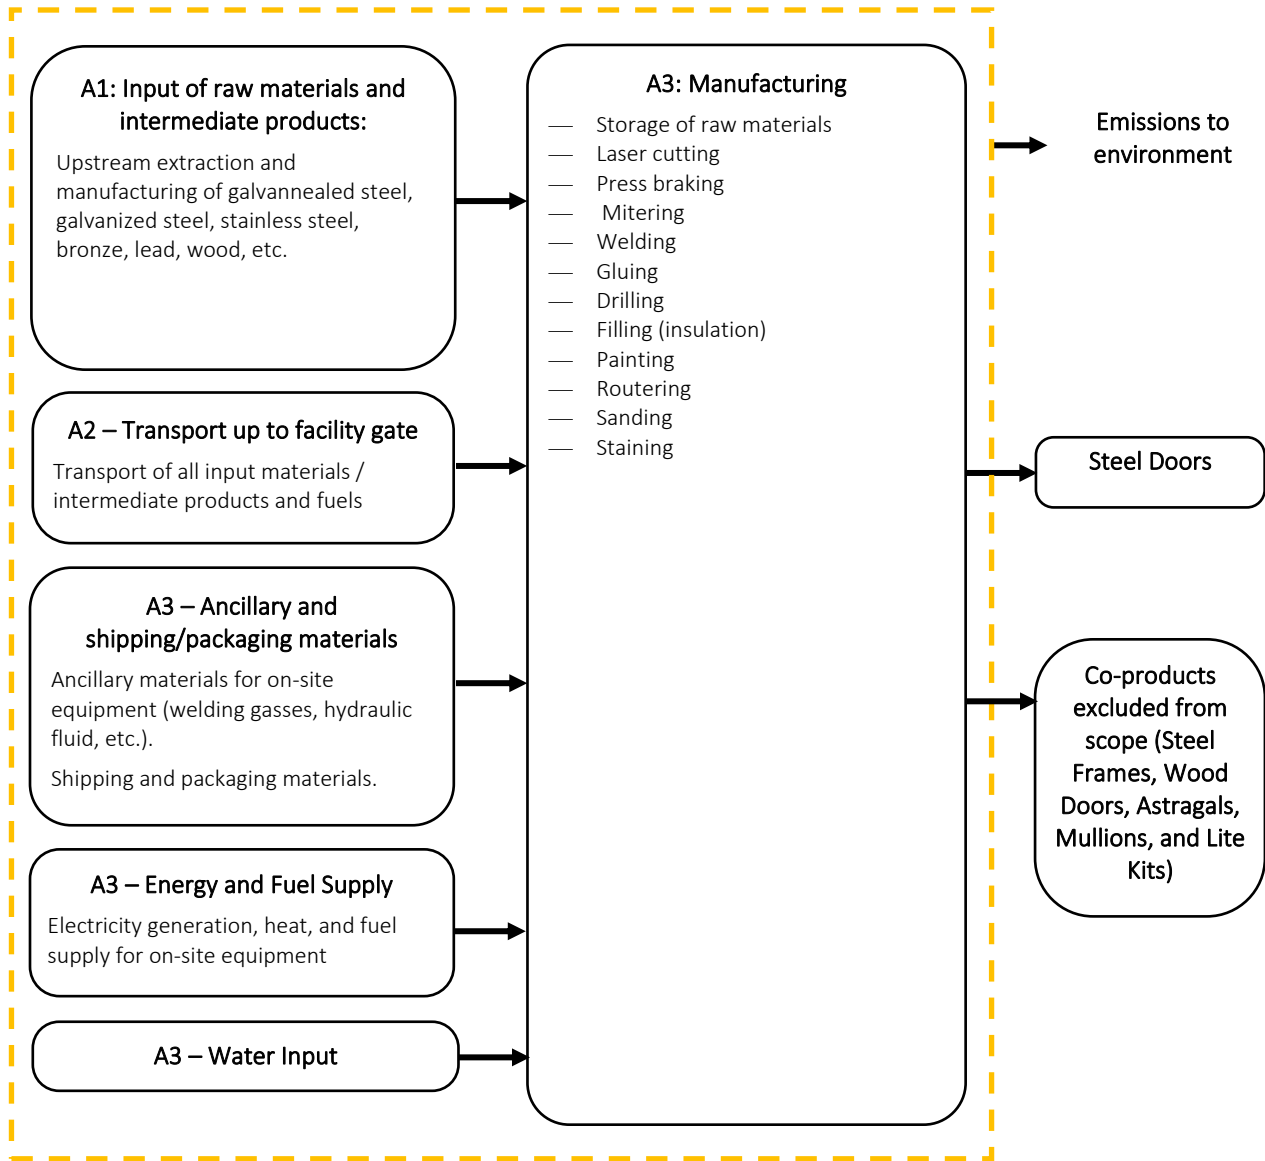 A1: Input of raw materials and
intermediate products:
Upstream extraction and
manufacturing of galvannealed steel,
galvanized steel, stainless steel,
bronze, lead, wood, etc.
A2 – Transport up to facility gate
Transport of all input materials /
intermediate products and fuels
A3 – Ancillary and
shipping/packaging materials
Ancillary materials for on-site
equipment (welding gasses, hydraulic
fluid, etc.).
Shipping and packaging materials.
A3 – Energy and Fuel Supply
Electricity generation, heat, and fuel
supply for on-site equipment
A3 – Water Input
A3: Manufacturing
— Storage of raw materials
— Laser cutting
— Press braking
— Mitering
— Welding
— Gluing
— Drilling
— Filling (insulation)
— Painting
— Routering
— Sanding
— Staining
Emissions to
environment
Steel Doors
Co-products
excluded from
scope (Steel
Frames, Wood
Doors, Astragals,
Mullions, and Lite
Kits)